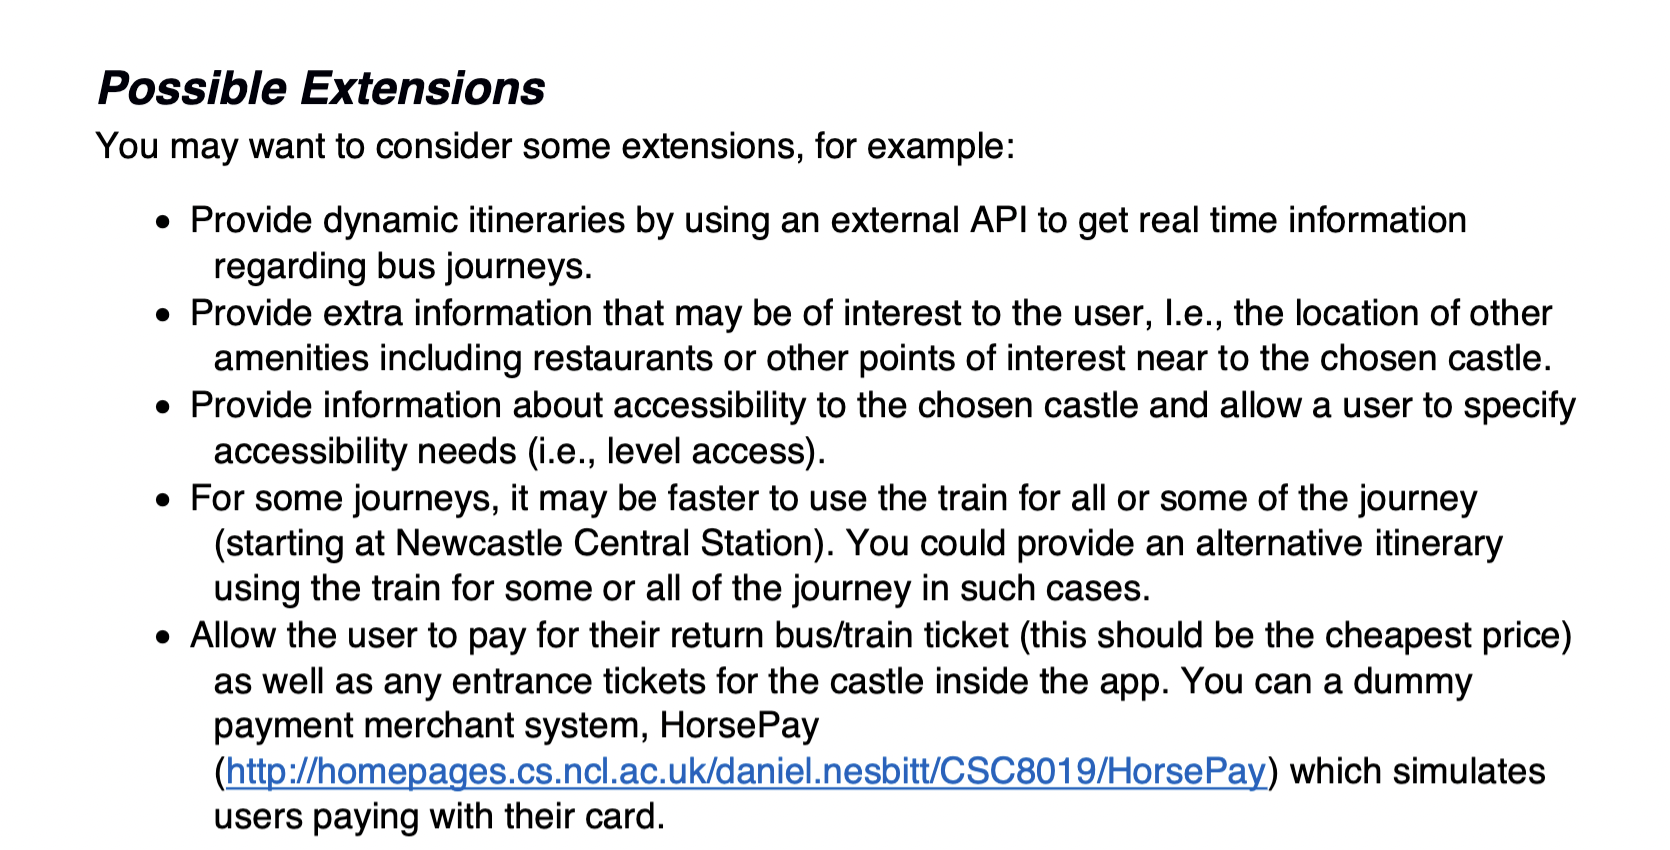 Possible Extensions
You may want to consider some extensions, for example:
• Provide dynamic itineraries by using an external API to get real time information
regarding bus journeys.
• Provide extra information that may be of interest to the user, I.e., the location of other
amenities including restaurants or other points of interest near to the chosen castle.
• Provide information about accessibility to the chosen castle and allow a user to specify
accessibility needs (i.e., level access).
• For some journeys, it may be faster to use the train for all or some of the journey
(starting at Newcastle Central Station). You could provide an alternative itinerary
using the train for some or all of the journey in such cases.
• Allow the user to pay for their return bus/train ticket (this should be the cheapest price)
as well as any entrance tickets for the castle inside the app. You can a dummy
payment merchant system, HorsePay
(http://homepages.cs.ncl.ac.uk/daniel.nesbitt/CSC8019/HorsePay) which simulates
users paying with their card.